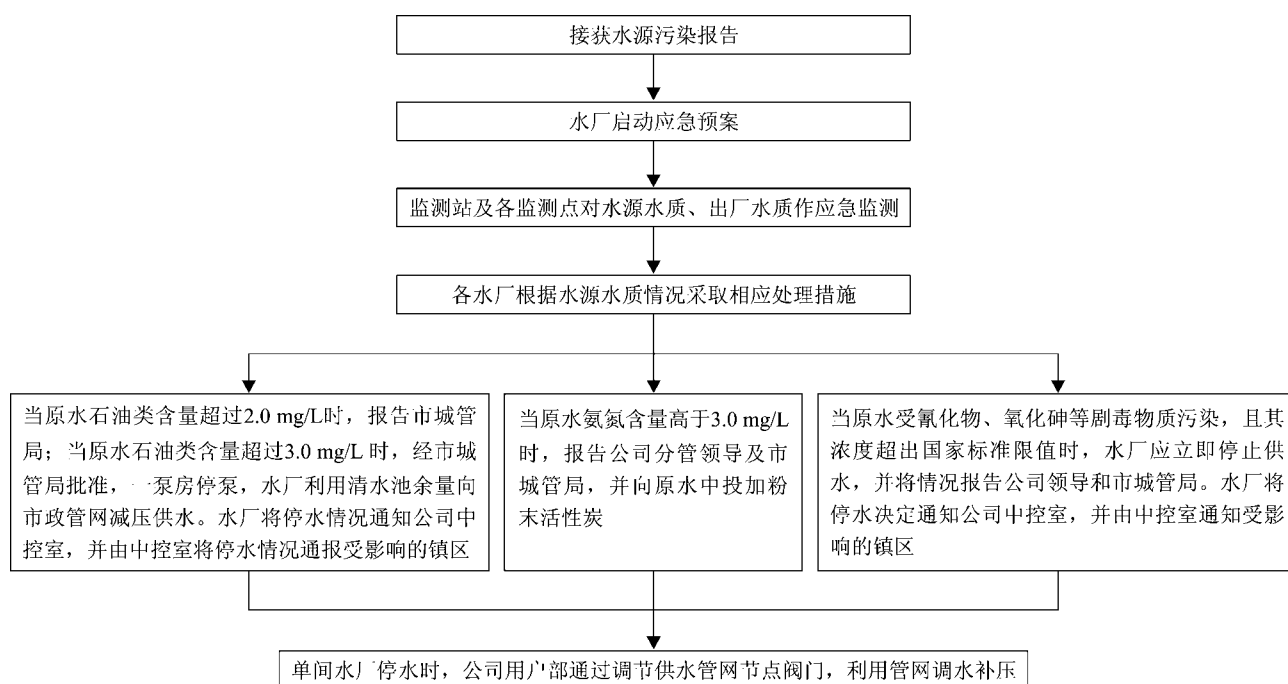 接获水源污染报告
水厂启动应急预案
监测站及各监测点对水源水质、出厂水质作应急监测
各水厂根据水源水质情况采取相应处理措施
当原水石油类含量超过2.0 mg/L时，报告市城管
局；当原水石油类含量超过3.0 mg/L 时，经市城
管局批准，一泵房停泵，水厂利用清水池余量向
市政管网减压供水。水厂将停水情况通知公司中
控室，并由中控室将停水情况通报受影响的镇区
当原水氨氮含量高于3.0 mg/L
时，报告公司分管领导及市
城管局，并向原水中投加粉
末活性炭
当原水受氰化物、氧化砷等剧毒物质污染，且其
浓度超出国家标准限值时，水厂应立即停止供
水，并将情况报告公司领导和市城管局。水厂将
停水决定通知公司中控室，并由中控室通知受影
响的镇区
单间水厂停水时，公司用户部通过调节供水管网节点阀门，利用管网调水补压